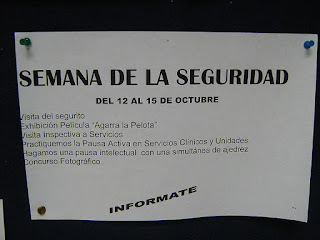 SEMANA DE LA SEGURIDAD
DEL 12 AL 15 DE OCTUBRE
Visita del segurito
Exhibición Película "Agarra la Pelota"
Visita Inspectiva a Servicios
Practiquemos la Pausa Activa en Servicios Clínicos y Unidades
Hagamos una pausa intelectual con una simultánea de ajedrez
Concurso Fotográfico
INFORMATE